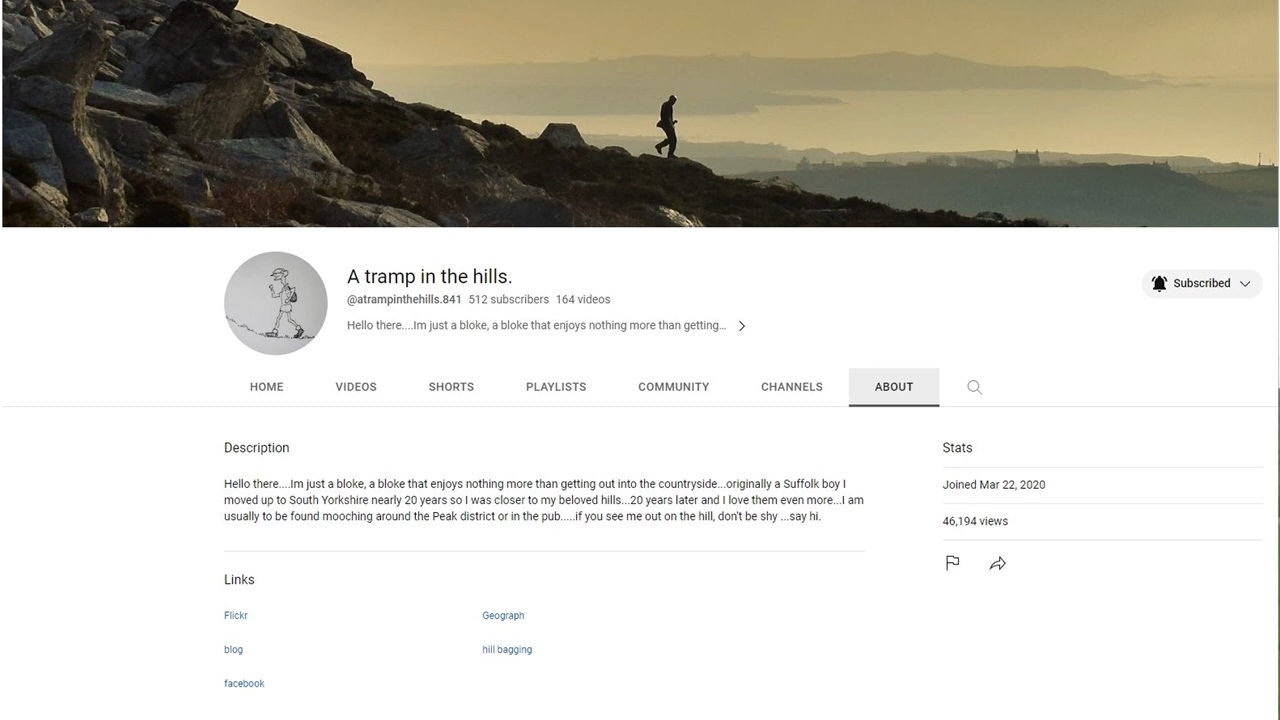 A tramp in the hills.
@atrampinthehills.841 512 subscribers 164 videos
Subscribed
Hello there....Im just a bloke, a bloke that enjoys nothing more than getting...
HOME VIDEOS SHORTS PLAYLISTS COMMUNITY CHANNELS ABOUT
Description
Hello there....Im just a bloke, a bloke that enjoys nothing more than getting out into the countryside...originally a Suffolk boy I
moved up to South Yorkshire nearly 20 years so I was closer to my beloved hills...20 years later and I love them even more...I am
usually to be found mooching around the Peak district or in the pub.....if you see me out on the hill, don't be shy ...say hi.
Links
Flickr Geograph
blog hill bagging
facebook
Stats
Joined Mar 22, 2020
46,194 views